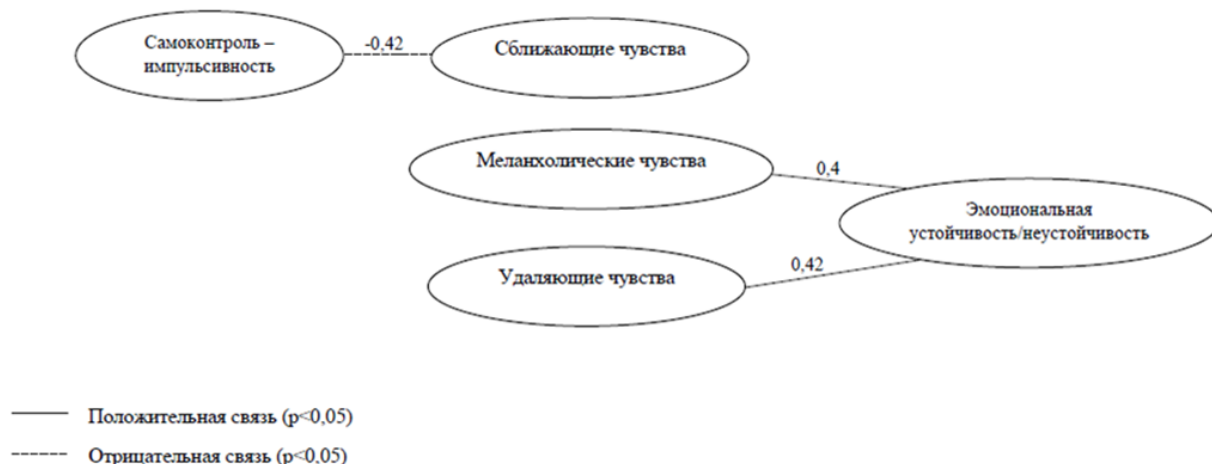 Самоконтроль –
импульсивность
-0,42
Сближающие чувства
Меланхолические чувства
0,4
Эмоциональная
устойчивость/неустойчивость
Удаляющие чувства
0,42
Положительная связь (p<0,05)
Отрицательная связь (p<0,05)